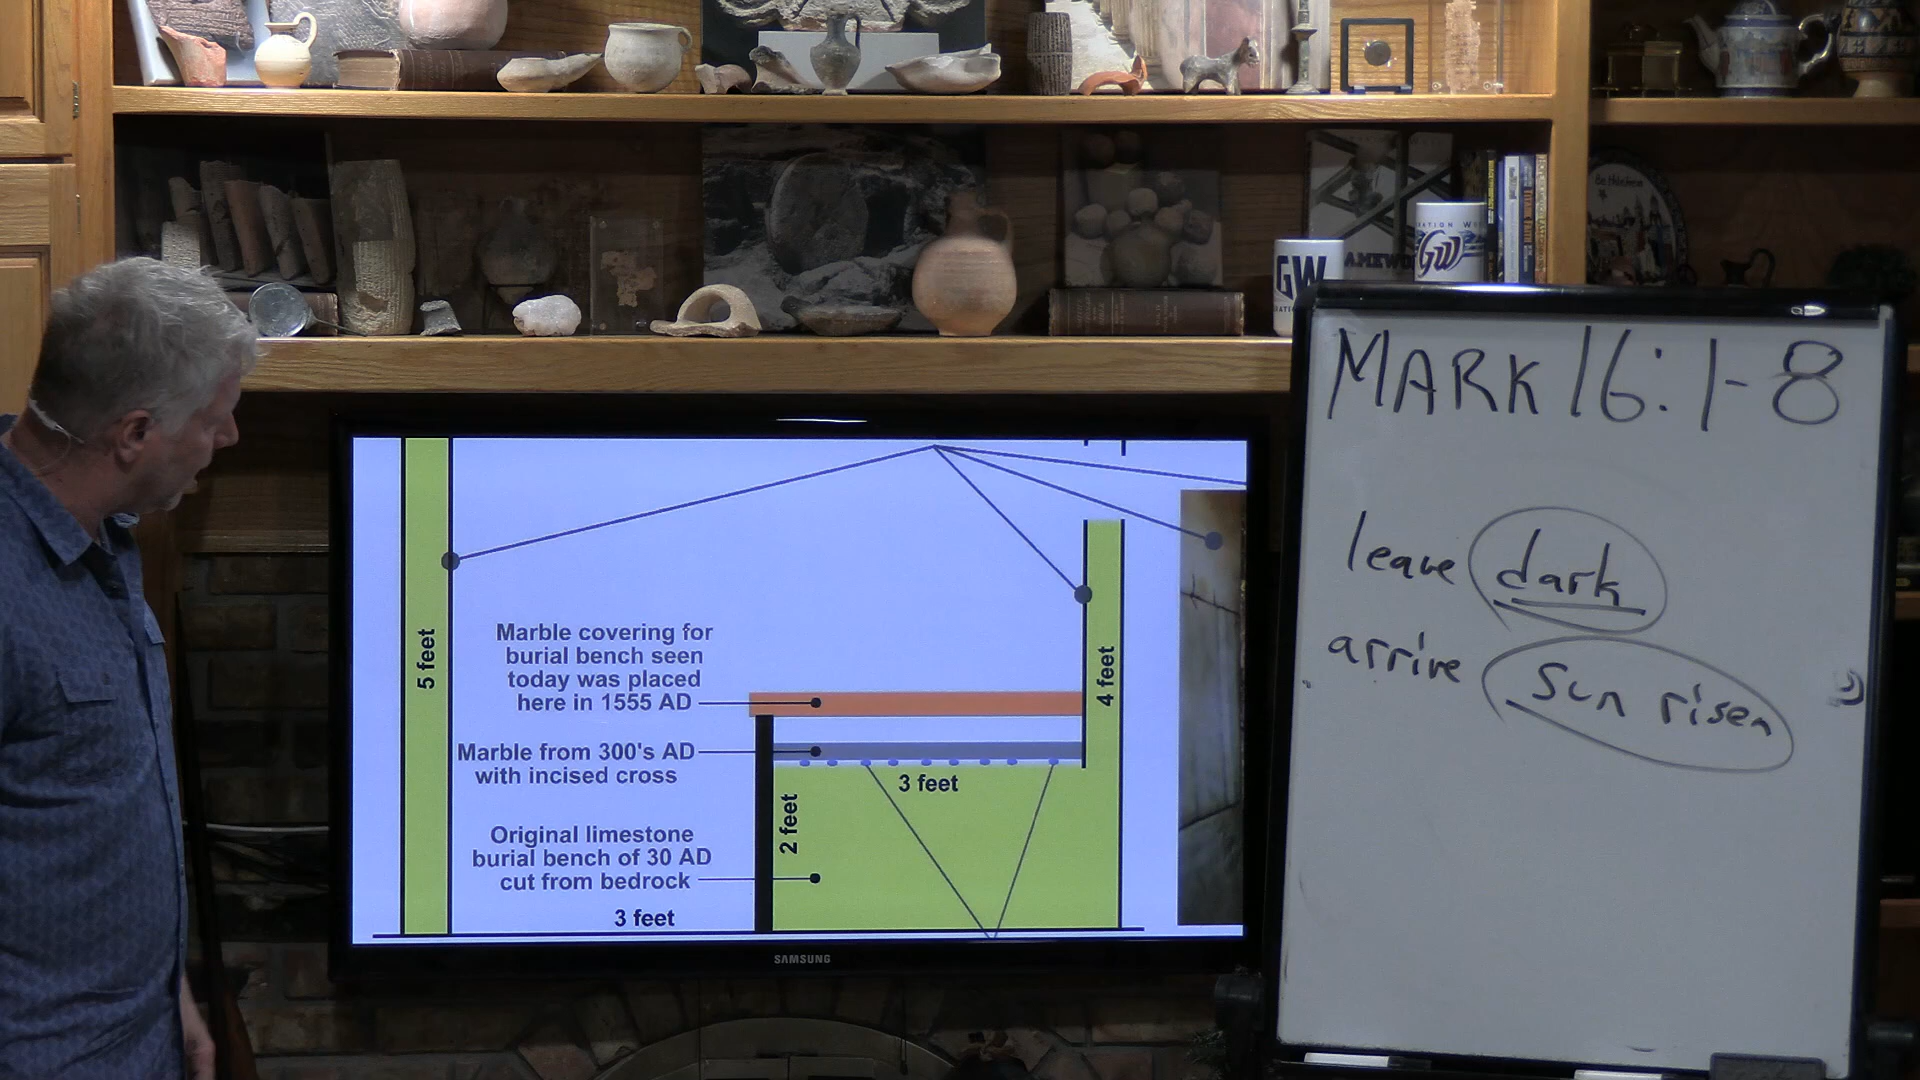 Bethlehem
GW
GW
MARK 16:1-8
leave dark
arrive Sun risen
5 feet
4 feet
Marble covering for
burial bench seen
today was placed
here in 1555 AD
Marble from 300's AD
with incised cross
3 feet
2 feet
Original limestone
burial bench of 30 AD
cut from bedrock
3 feet
SAMSUNG